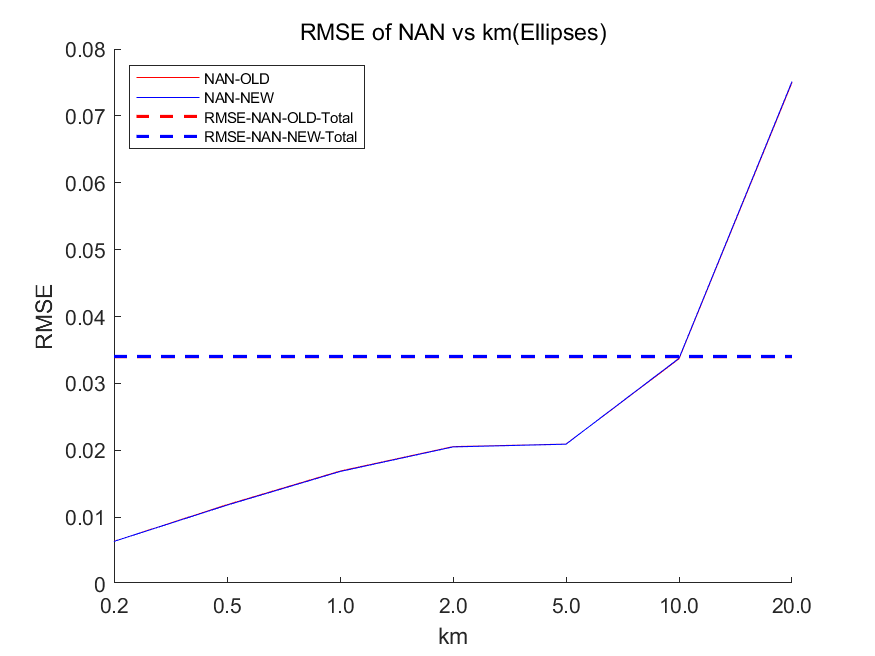 RMSE of NAN vs km(Ellipses)
0.08
0.07
0.06
0.05
0.04
0.03
0.02
0.01
0
RMSE
NAN-OLD
NAN-NEW
RMSE-NAN-OLD-Total
RMSE-NAN-NEW-Total
0.2 0.5 1.0 2.0 5.0 10.0 20.0
km